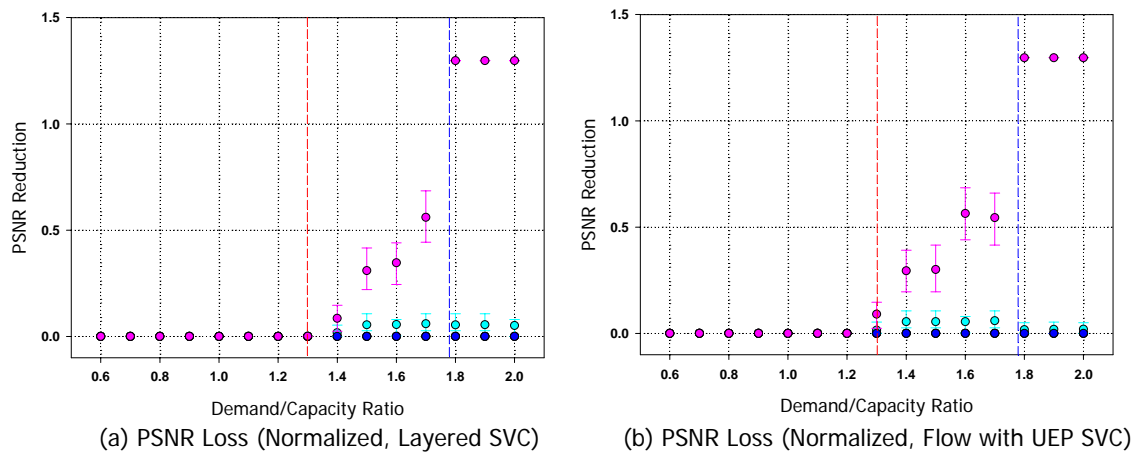 1.5
1.0
0.5
0.0
PSNR Reduction
0.6 0.8 1.0 1.2 1.4 1.6 1.8 2.0
Demand/Capacity Ratio
(a) PSNR Loss (Normalized, Layered SVC)
1.5
1.0
0.5
0.0
PSNR Reduction
0.6 0.8 1.0 1.2 1.4 1.6 1.8 2.0
Demand/Capacity Ratio
(b) PSNR Loss (Normalized, Flow with UEP SVC)